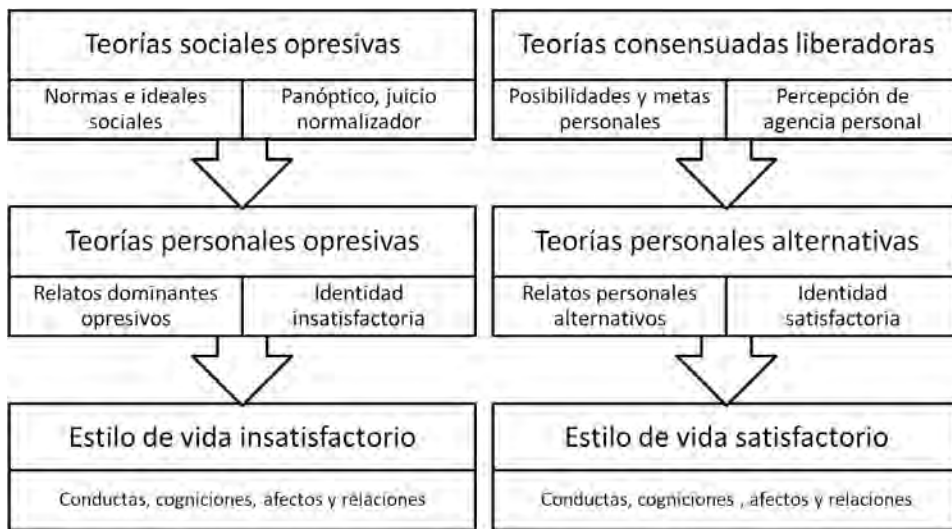 Teorías sociales opresivas
Normas e ideales
sociales
Panóptico, juicio
normalizador
Teorías personales opresivas
Relatos dominantes
opresivos
Identidad
insatisfactoria
Estilo de vida insatisfactorio
Conductas, cogniciones, afectos y relaciones
Teorías consensuadas liberadoras
Posibilidades y metas
personales
Percepción de
agencia personal
Teorías personales alternativas
Relatos personales
alternativos
Identidad
satisfactoria
Estilo de vida satisfactorio
Conductas, cogniciones , afectos y relaciones